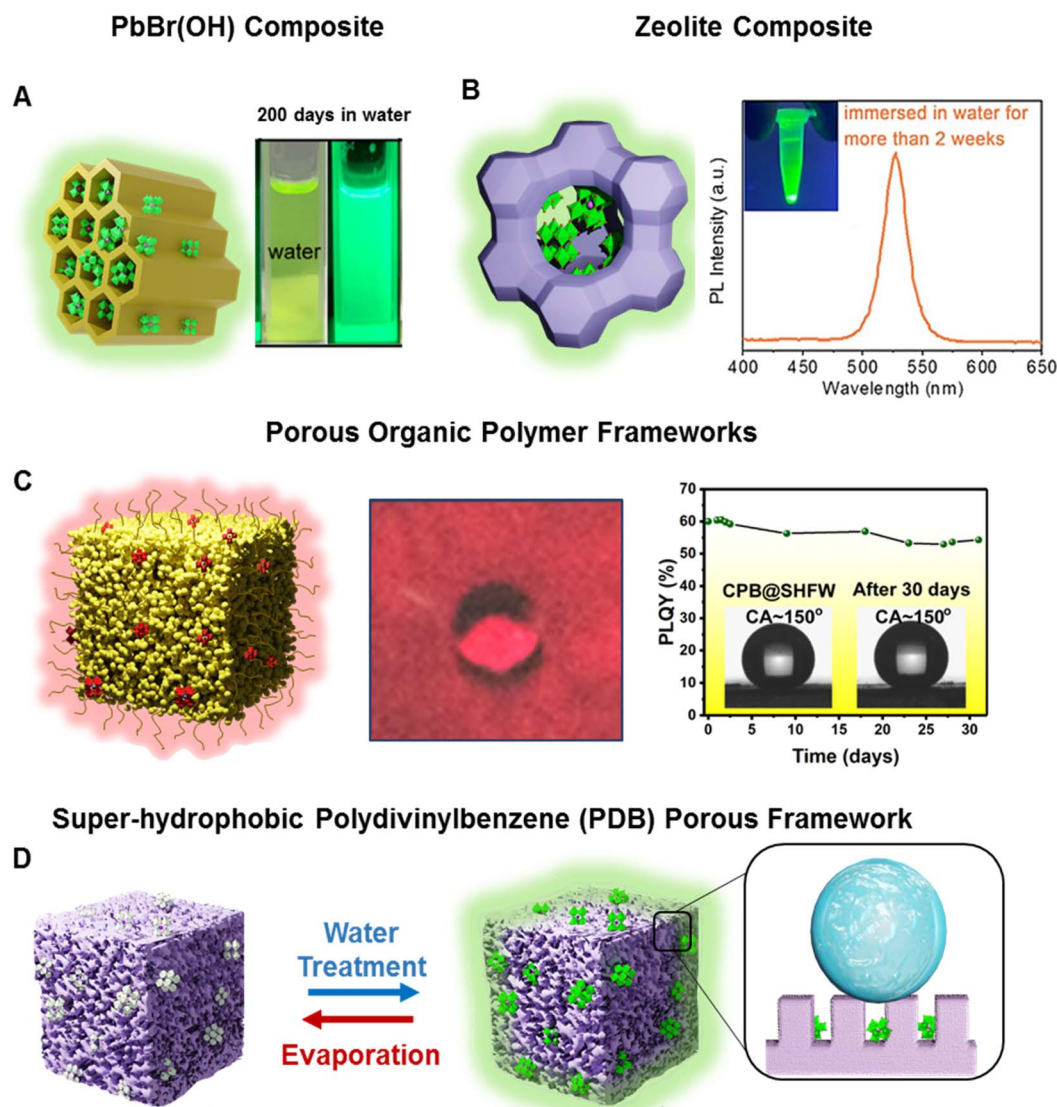 PbBr(OH) Composite
Zeolite Composite
A
200 days in water
water
B
immersed in water for
more than 2 weeks
PL Intensity (a.u.)
400 450 500 550 600 650
Wavelength (nm)
Porous Organic Polymer Frameworks
C
PLQY (%)
70
60
50
40
30
20
10
0
CPB@SHFW
CA~150°
After 30 days
CA~150°
0 5 10 15 20 25 30
Time (days)
Super-hydrophobic Polydivinylbenzene (PDB) Porous Framework
D
Water
Treatment
Evaporation